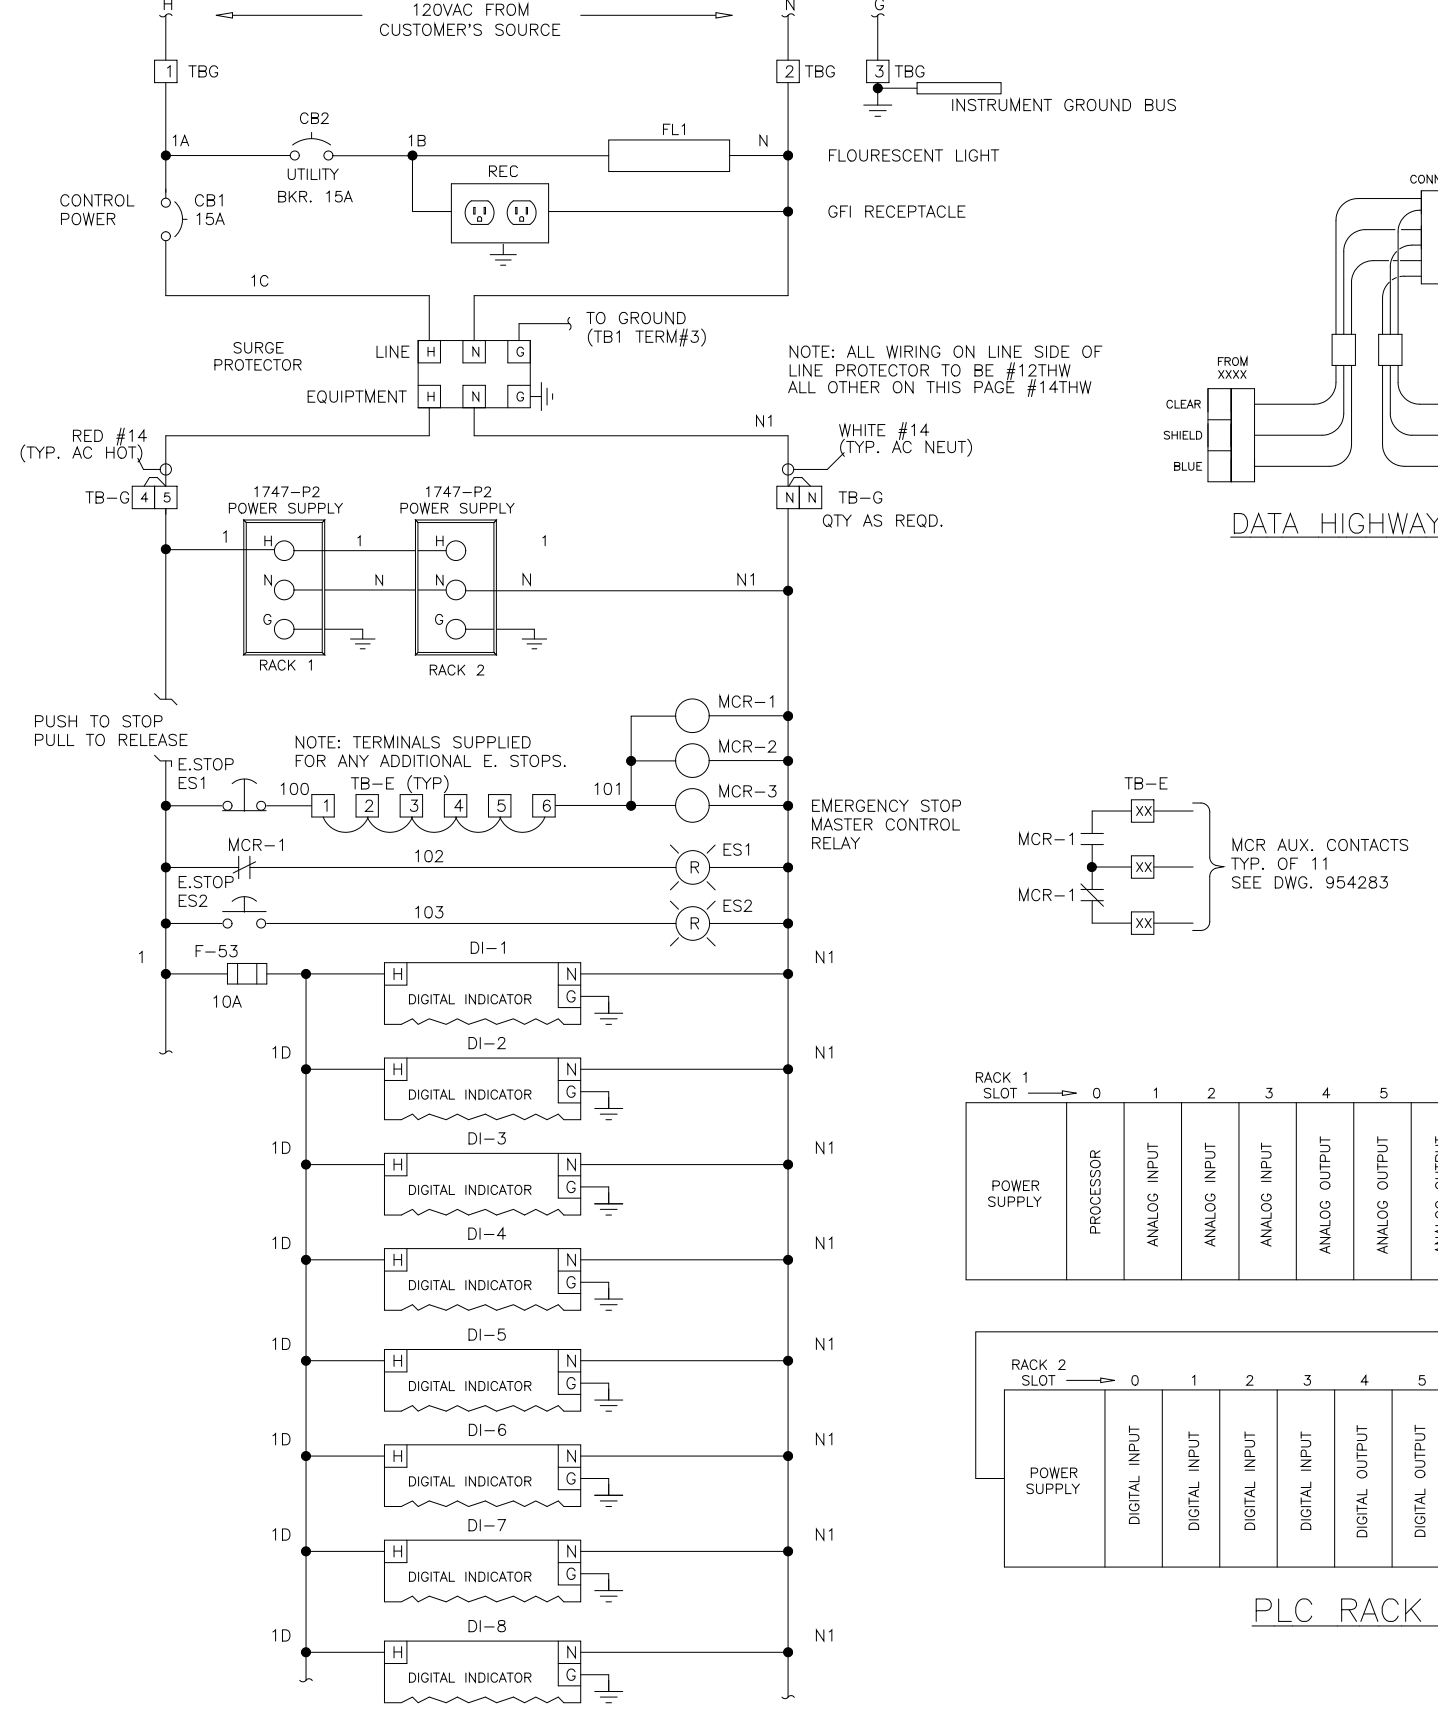 H
N
G
120VAC FROM
CUSTOMER'S SOURCE
1 TBG
2 TBG
3 TBG
INSTRUMENT GROUND BUS
1A
CB2
UTILITY
BKR. 15A
1B
FL1
N
FLOURESCENT LIGHT
REC
GFI RECEPTACLE
CONTROL
POWER
CB1
15A
1C
TO GROUND
(TB1 TERM#3)
SURGE
PROTECTOR
LINE H N G
EQUIPTMENT H N G
NOTE: ALL WIRING ON LINE SIDE OF
LINE PROTECTOR TO BE #12THW
ALL OTHER ON THIS PAGE #14THW
RED #14
(TYP. AC HOT)
N1
WHITE #14
(TYP. AC NEUT)
TB-G 4 5
N N TB-G
QTY AS REQD.
1747-P2
POWER SUPPLY
1747-P2
POWER SUPPLY
1 H 1 H 1
N N N N N1
G G
RACK 1
RACK 2
CONN
FROM
XXXX
CLEAR
SHIELD
BLUE
DATA HIGHWAY
PUSH TO STOP
PULL TO RELEASE
E.STOP
ES1
NOTE: TERMINALS SUPPLIED
FOR ANY ADDITIONAL E. STOPS.
TB-E (TYP)
100 1 2 3 4 5 6 101
MCR-1
MCR-2
MCR-3
EMERGENCY STOP
MASTER CONTROL
RELAY
MCR-1
102
R ES1
E.STOP
ES2
103
R ES2
TB-E
XX
MCR-1
XX
MCR-1
XX
MCR AUX. CONTACTS
TYP. OF 11
SEE DWG. 954283
1
F-53
10A
DI-1
H N N1
G
DIGITAL INDICATOR
DI-2
1D H N N1
G
DIGITAL INDICATOR
DI-3
1D H N N1
G
DIGITAL INDICATOR
DI-4
1D H N N1
G
DIGITAL INDICATOR
DI-5
1D H N N1
G
DIGITAL INDICATOR
DI-6
1D H N N1
G
DIGITAL INDICATOR
DI-7
1D H N N1
G
DIGITAL INDICATOR
DI-8
1D H N N1
G
DIGITAL INDICATOR
RACK 1
SLOT 0 1 2 3 4 5
POWER
SUPPLY
PROCESSOR
ANALOG INPUT
ANALOG INPUT
ANALOG INPUT
ANALOG OUTPUT
ANALOG OUTPUT
RACK 2
SLOT 0 1 2 3 4 5
POWER
SUPPLY
DIGITAL INPUT
DIGITAL INPUT
DIGITAL INPUT
DIGITAL INPUT
DIGITAL OUTPUT
DIGITAL OUTPUT
PLC RACK